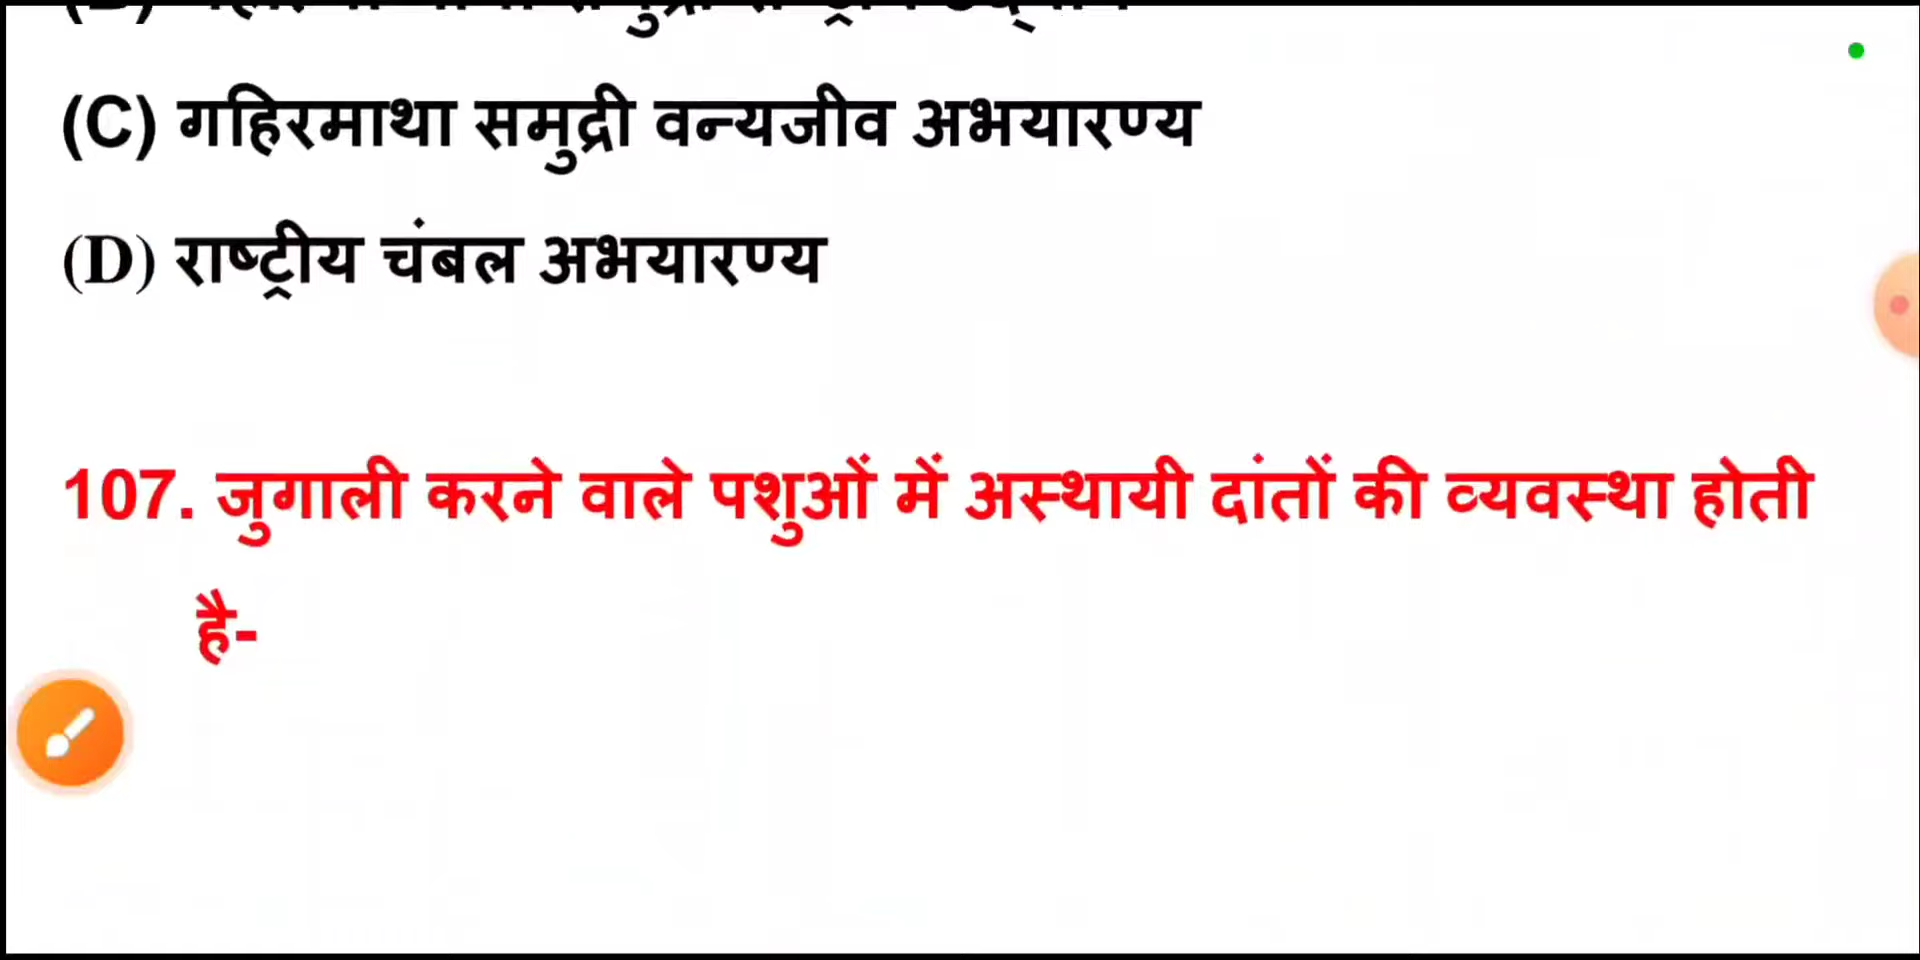 (C) गहिरमाथा समुद्री वन्यजीव अभयारण्य
(D) राष्ट्रीय चंबल अभयारण्य
107. जुगाली करने वाले पशुओं में अस्थायी दांतों की व्यवस्था होती
है-